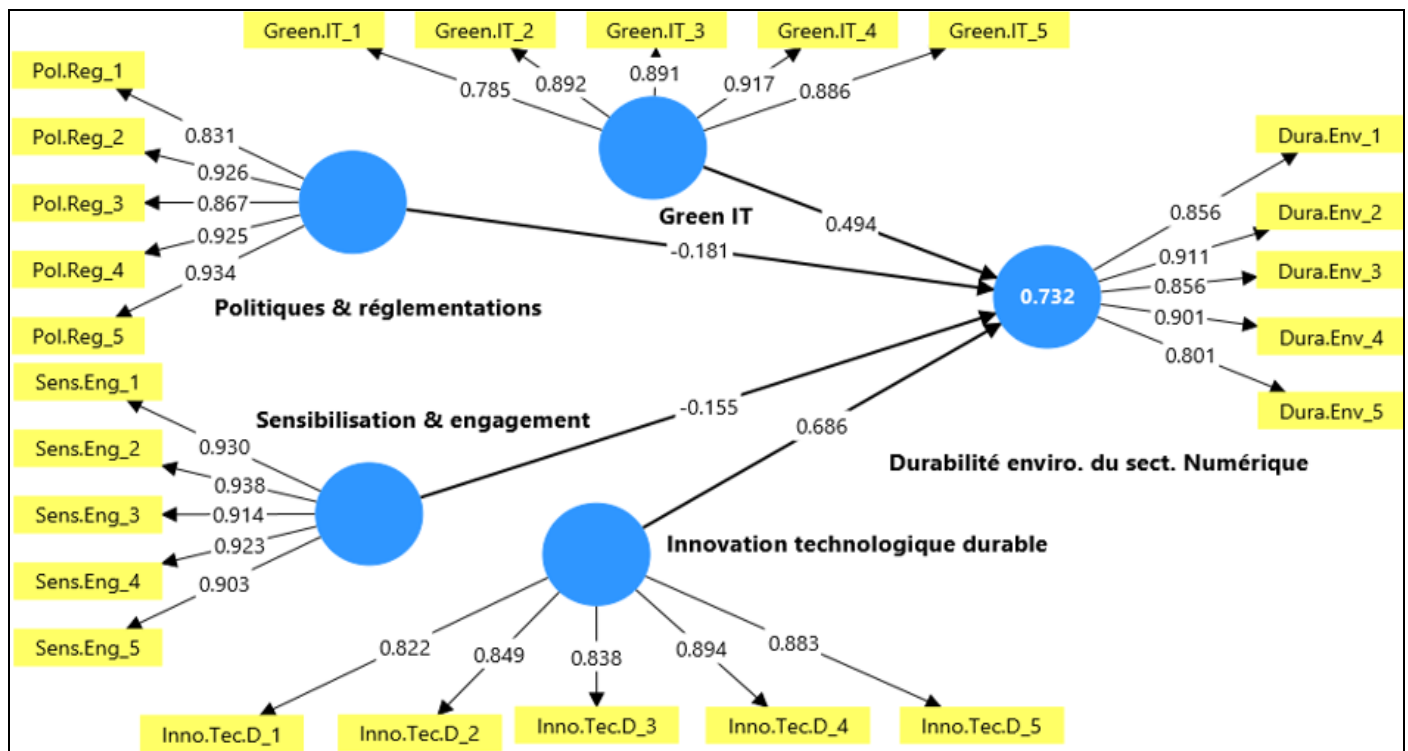 Green.IT_1
Green.IT_2
Green.IT_3
Green.IT_4
Green.IT_5
0.785
0.892
0.891
0.917
0.886
Green IT
0.494
Pol.Reg_1
Pol.Reg_2
Pol.Reg_3
Pol.Reg_4
Pol.Reg_5
0.831
0.926
0.867
0.925
0.934
Politiques & réglementations
-0.181
Sens.Eng_1
Sens.Eng_2
Sens.Eng_3
Sens.Eng_4
Sens.Eng_5
0.930
0.938
0.914
0.923
0.903
Sensibilisation & engagement
-0.155
0.686
Innovation technologique durable
0.822
0.849
0.838
0.894
0.883
Inno.Tec.D_1
Inno.Tec.D_2
Inno.Tec.D_3
Inno.Tec.D_4
Inno.Tec.D_5
0.732
0.856
0.911
0.856
0.901
0.801
Dura.Env_1
Dura.Env_2
Dura.Env_3
Dura.Env_4
Dura.Env_5
Durabilité enviro. du sect. Numérique